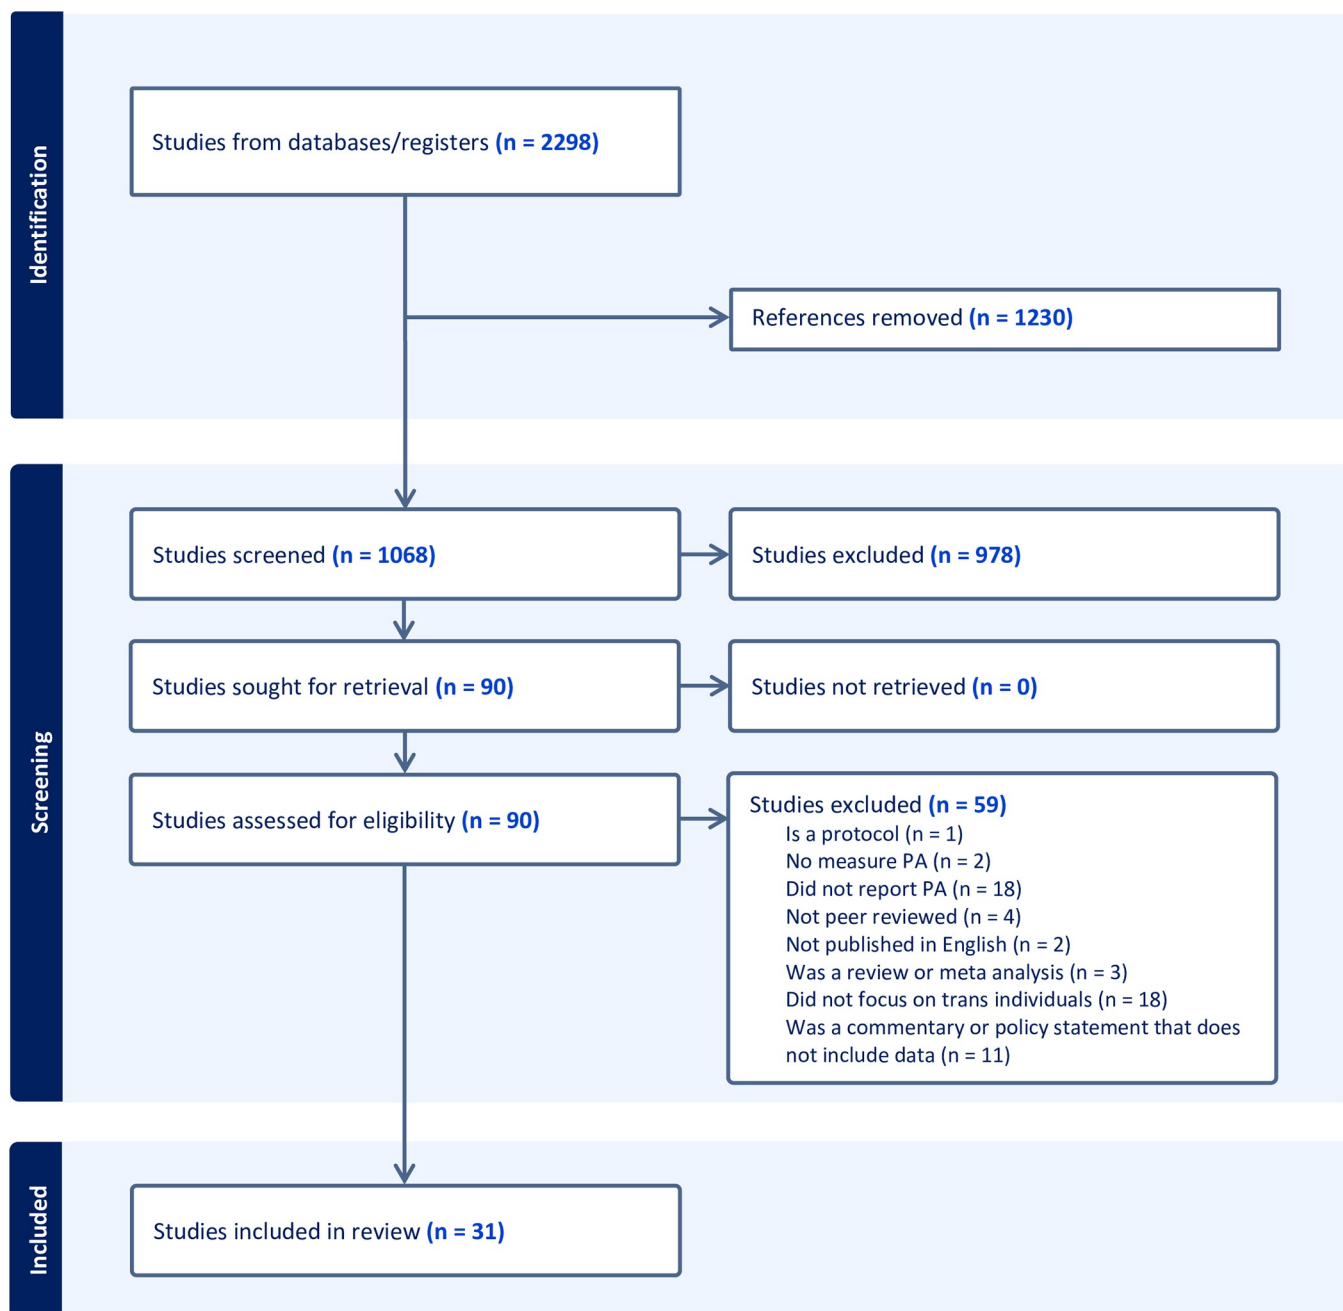 Identification
Studies from databases/registers (n = 2298)
References removed (n = 1230)
Screening
Studies screened (n = 1068)
Studies excluded (n = 978)
Studies sought for retrieval (n = 90)
Studies not retrieved (n = 0)
Studies assessed for eligibility (n = 90)
Studies excluded (n = 59)
Is a protocol (n = 1)
No measure PA (n = 2)
Did not report PA (n = 18)
Not peer reviewed (n = 4)
Not published in English (n = 2)
Was a review or meta analysis (n = 3)
Did not focus on trans individuals (n = 18)
Was a commentary or policy statement that does
not include data (n = 11)
Included
Studies included in review (n = 31)